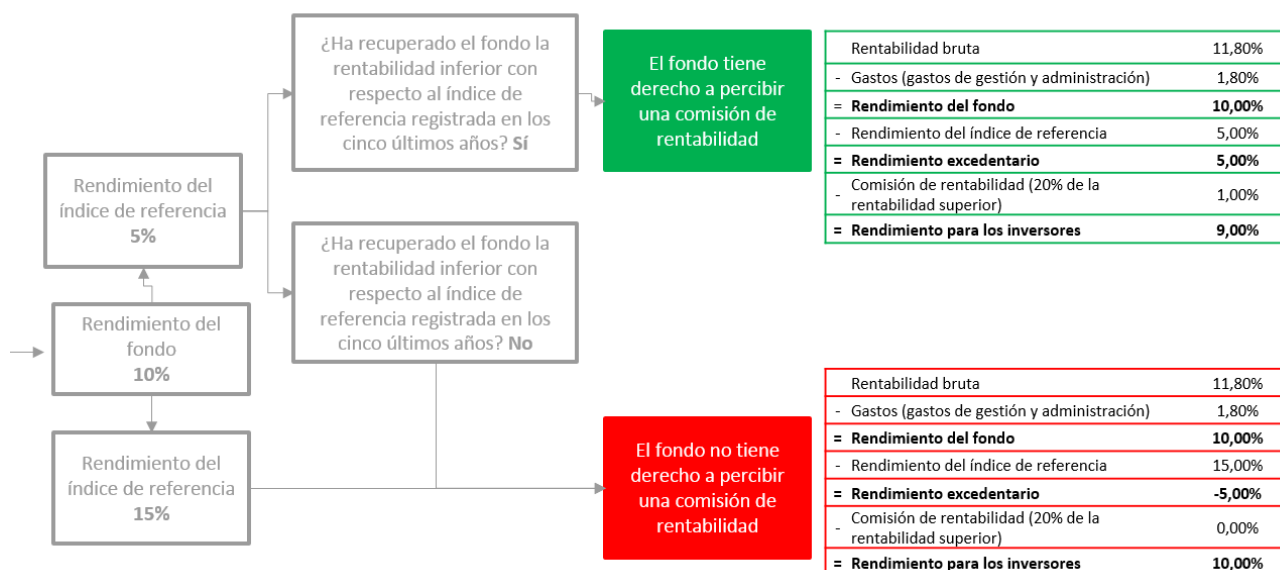 ¿Ha recuperado el fondo la
rentabilidad inferior con
respecto al índice de
referencia registrada en los
cinco últimos años? Sí
El fondo tiene
derecho a percibir
una comisión de
rentabilidad
Rentabilidad bruta 11,80%
- Gastos (gastos de gestión y administración) 1,80%
= Rendimiento del fondo 10,00%
- Rendimiento del índice de referencia 5,00%
= Rendimiento excedentario 5,00%
- Comisión de rentabilidad (20% de la
rentabilidad superior) 1,00%
= Rendimiento para los inversores 9,00%
Rendimiento del
índice de referencia
5%
¿Ha recuperado el fondo la
rentabilidad inferior con
respecto al índice de
referencia registrada en los
cinco últimos años? No
Rendimiento del
fondo
10%
Rendimiento del
índice de referencia
15%
El fondo no tiene
derecho a percibir
una comisión de
rentabilidad
Rentabilidad bruta 11,80%
- Gastos (gastos de gestión y administración) 1,80%
= Rendimiento del fondo 10,00%
- Rendimiento del índice de referencia 15,00%
= Rendimiento excedentario -5,00%
- Comisión de rentabilidad (20% de la
rentabilidad superior) 0,00%
= Rendimiento para los inversores 10,00%